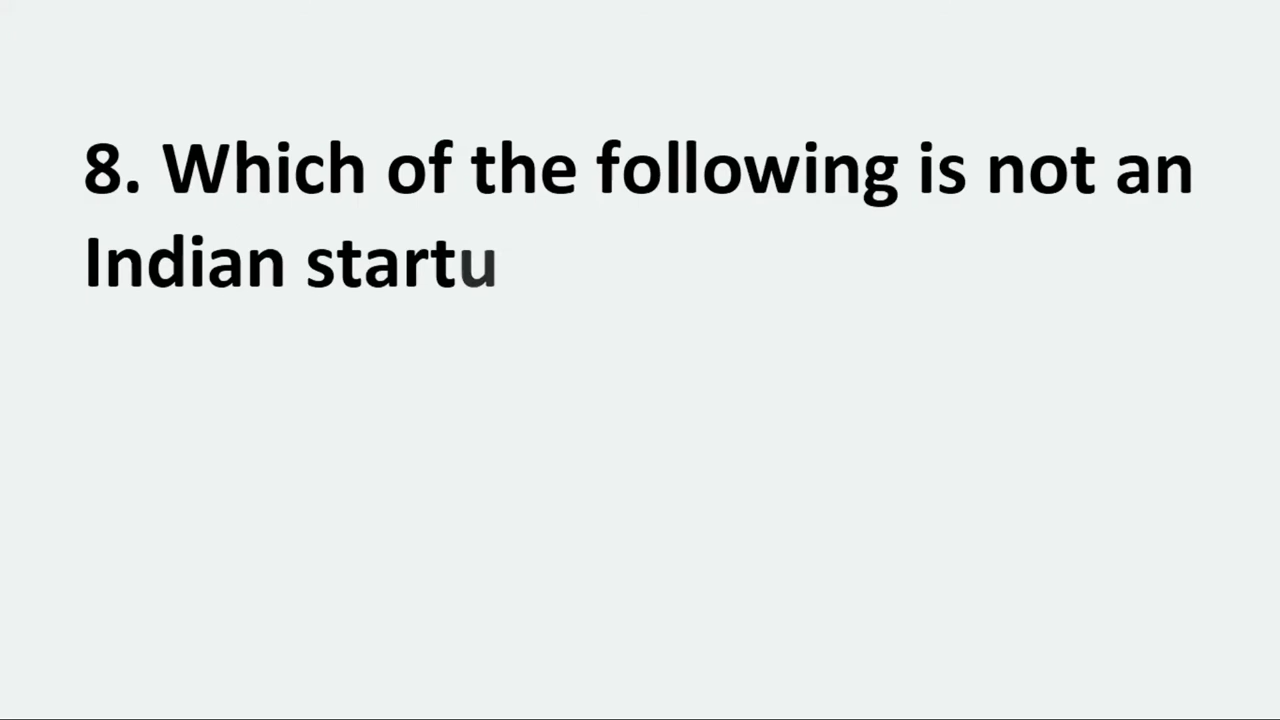 8. Which of the following is not an
Indian startu